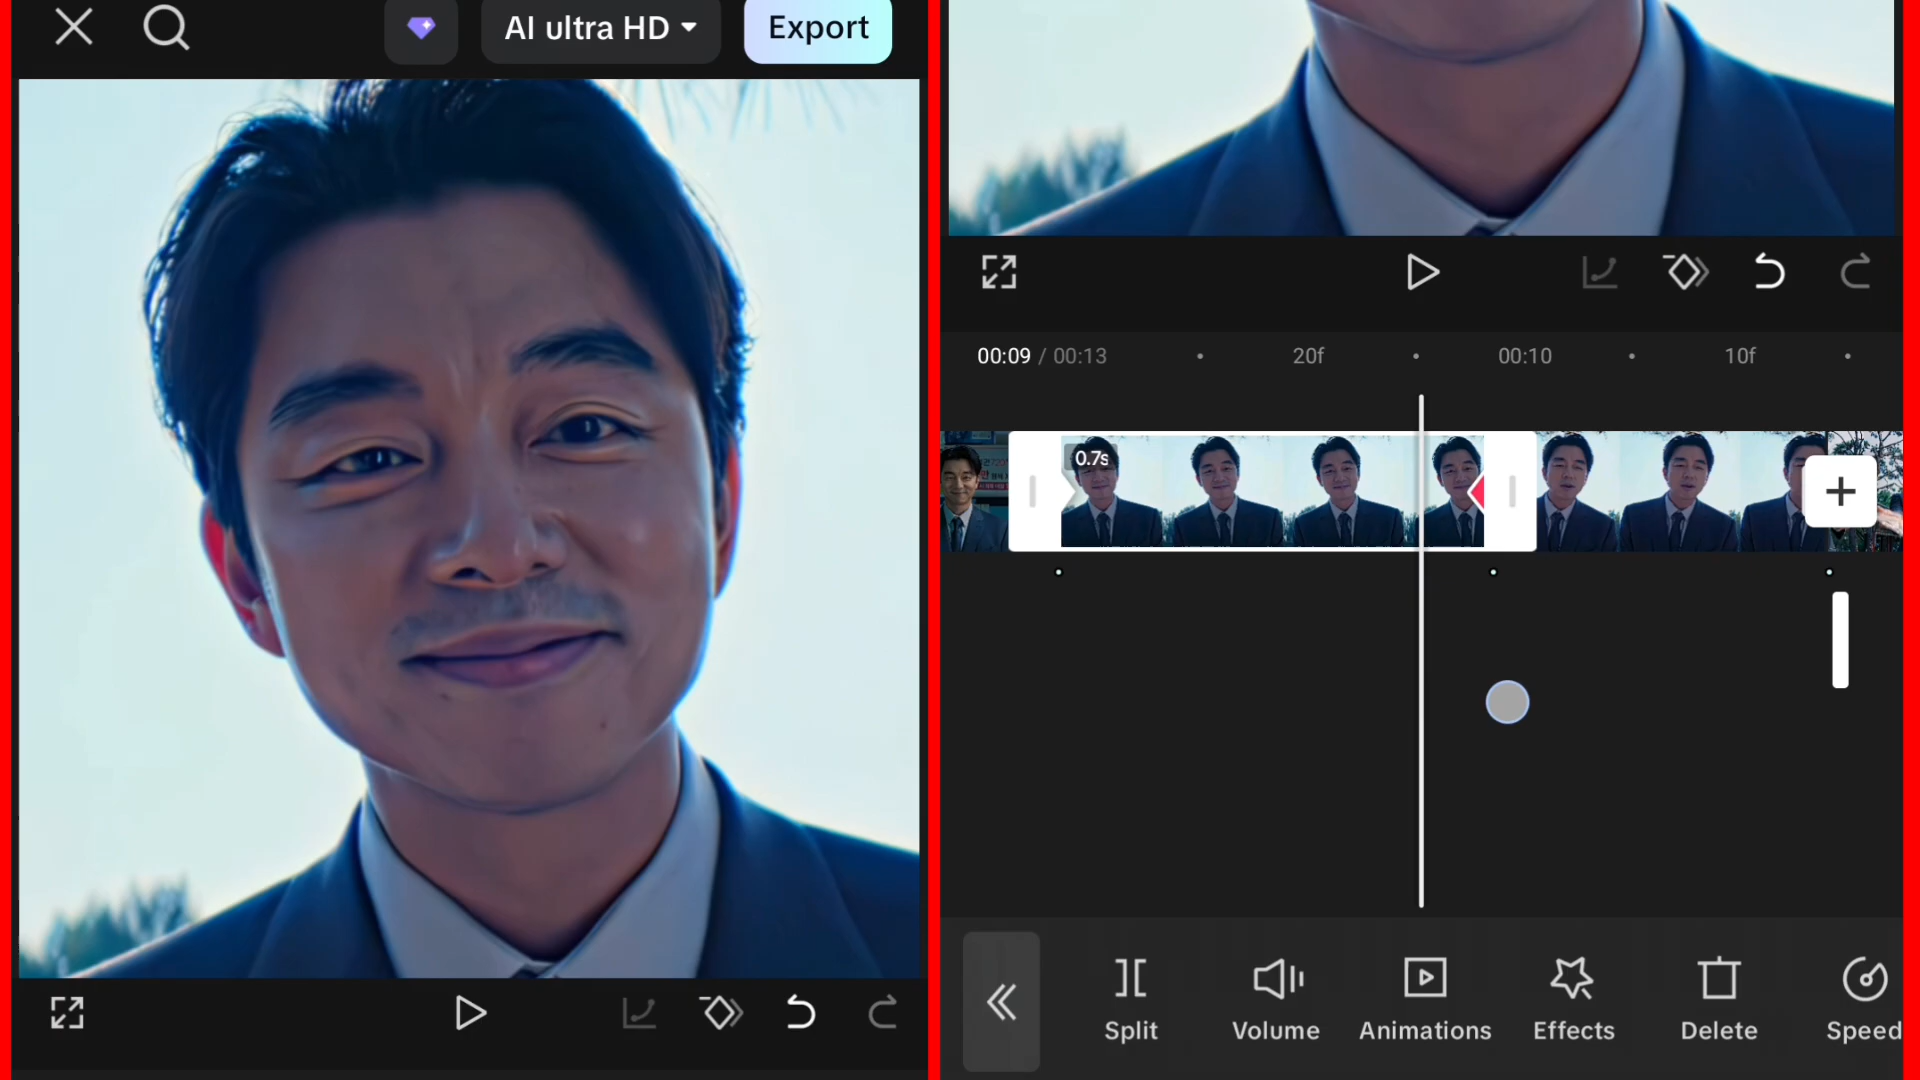 AI ultra HD
Export
00:09 / 00:13
20f
00:10
10f
0.7s
Split
Volume
Animations
Effects
Delete
Speed